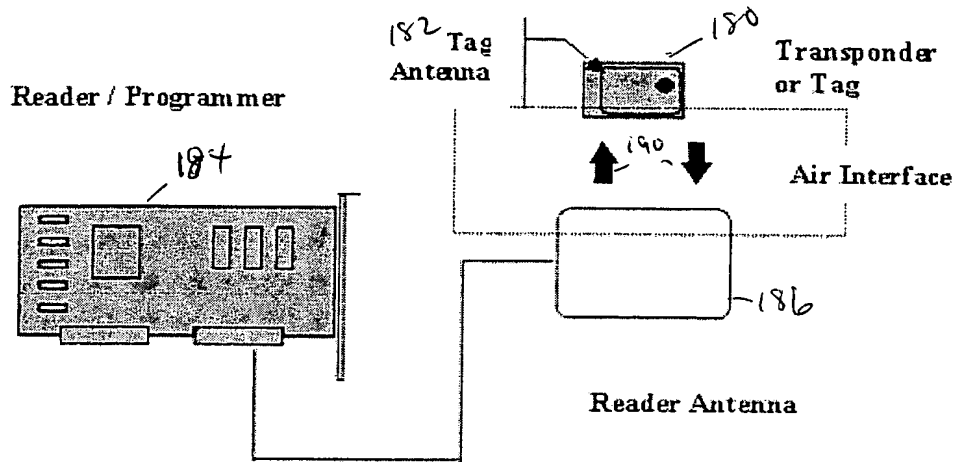 182 Tag
Antenna
180
Transponder
or Tag
Reader / Programmer
184
190
Air Interface
186
Reader Antenna